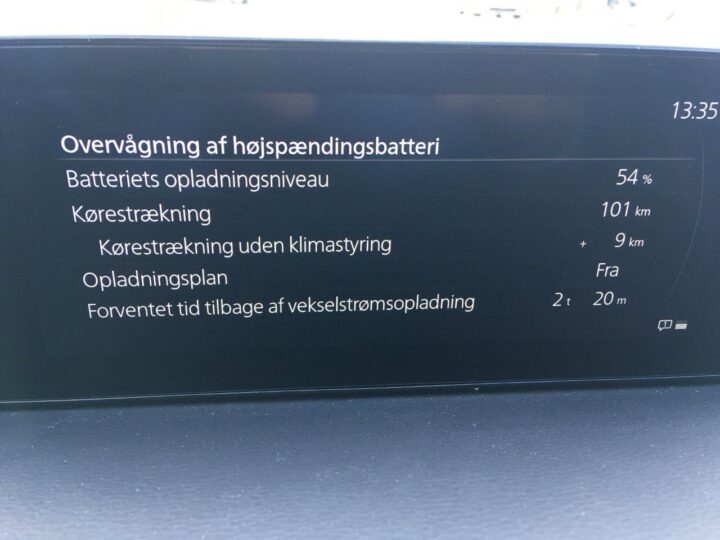 13:35
Overvågning af højspændingsbatteri
Batteriets opladningsniveau 54 %
Kørestrækning 101 km
Kørestrækning uden klimastyring + 9 km
Opladningsplan Fra
Forventet tid tilbage af vekselstrømsopladning 2 t 20 m